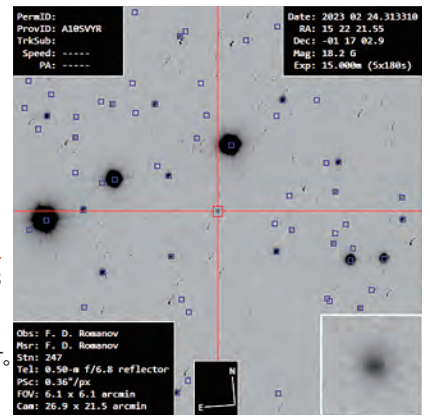 PermID:
ProvID: A10SVYR
TrkSub:
Speed: -----
PA: -----
Date: 2023 02 24.313310
RA: 15 22 21.55
Dec: -01 17 02.9
Mag: 18.2 G
Exp: 15.000m (5x180s)
Obs: F. D. Romanov
Msr: F. D. Romanov
Stn: 247
Tel: 0.50-m f/6.8 reflector
PSc: 0.36"/px
FOV: 6.1 x 6.1 arcmin
Cam: 26.9 x 21.5 arcmin
N
E